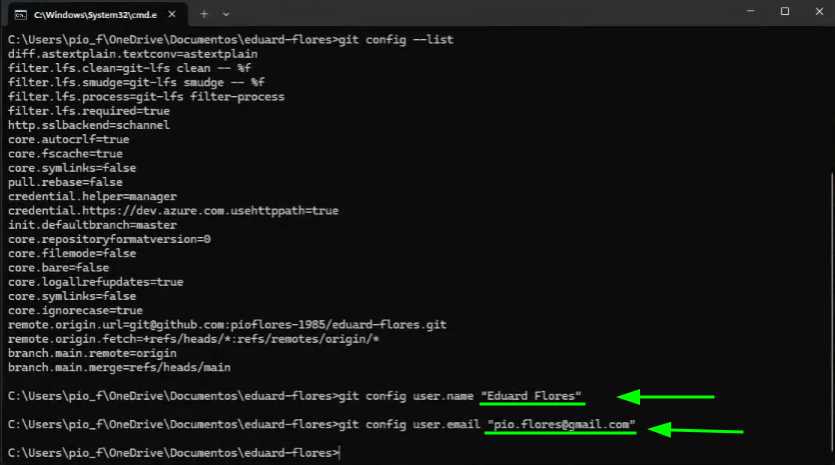 C:\Windows\System32\cmd.e
C:\Users\pio_f\OneDrive\Documentos\eduard-flores>git config --list
diff.astextplain.textconv=astextplain
filter.lfs.clean=git-lfs clean -- %f
filter.lfs.smudge=git-lfs smudge -- %f
filter.lfs.process=git-lfs filter-process
filter.lfs.required=true
http.sslbackend=schannel
core.autocrlf=true
core.fscache=true
core.symlinks=false
pull.rebase=false
credential.helper=manager
credential.https://dev.azure.com.usehttppath=true
init.defaultbranch=master
core.repositoryformatversion=0
core.filemode=false
core.bare=false
core.logallrefupdates=true
core.symlinks=false
core.ignorecase=true
remote.origin.url=git@github.com:pioflores-1985/eduard-flores.git
remote.origin.fetch=+refs/heads/*:refs/remotes/origin/*
branch.main.remote=origin
branch.main.merge=refs/heads/main
C:\Users\pio_f\OneDrive\Documentos\eduard-flores>git config user.name "Eduard Flores"
C:\Users\pio_f\OneDrive\Documentos\eduard-flores>git config user.email "pio.flores@gmail.com"
C:\Users\pio_f\OneDrive\Documentos\eduard-flores>